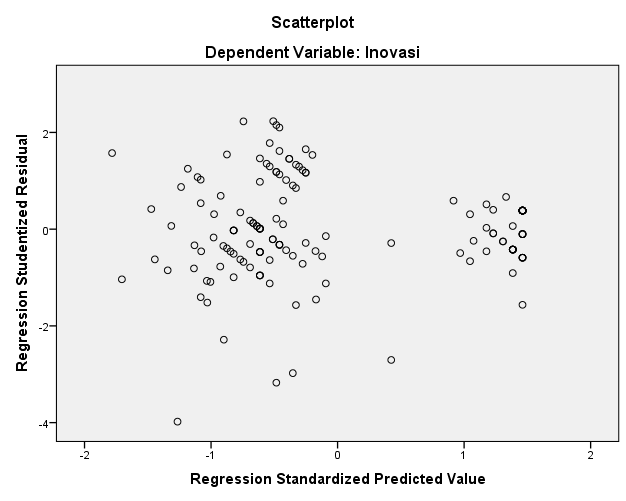 Scatterplot
Dependent Variable: Inovasi
Regression Studentized Residual
2
0
-2
-4
-2
-1
0
1
2
Regression Standardized Predicted Value